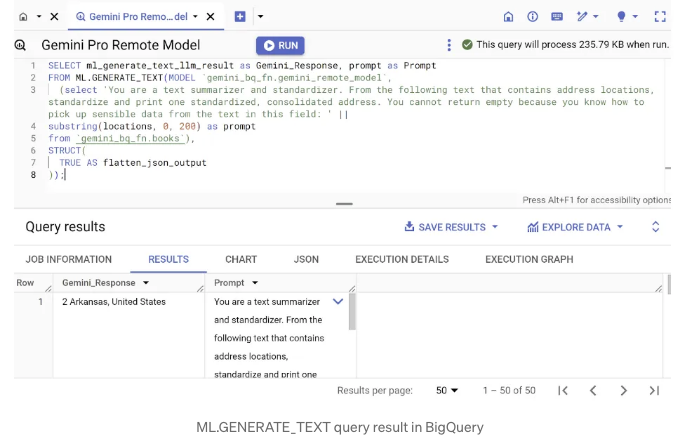 Gemini Pro Remo...del
Gemini Pro Remote Model
RUN
This query will process 235.79 KB when run.
1 SELECT ml_generate_text_llm_result as Gemini_Response, prompt as Prompt
2 FROM ML.GENERATE_TEXT(MODEL `gemini_bq_fn.gemini_remote_model`,
3 (select 'You are a text summarizer and standardizer. From the following text that contains address locations,
standardize and print one standardized, consolidated address. You cannot return empty because you know how to
pick up sensible data from the text in this field: ' ||
4 substring(locations, 0, 200) as prompt
5 from `gemini_bq_fn.books`),
6 STRUCT(
7 TRUE AS flatten_json_output
8 ));
Press Alt+F1 for accessibility options
Query results
SAVE RESULTS
EXPLORE DATA
JOB INFORMATION RESULTS CHART JSON EXECUTION DETAILS EXECUTION GRAPH
Row Gemini_Response Prompt
1 2 Arkansas, United States You are a text summarizer
and standardizer. From the
following text that contains
address locations,
standardize and print one
Results per page: 50 1 – 50 of 50
ML.GENERATE_TEXT query result in BigQuery